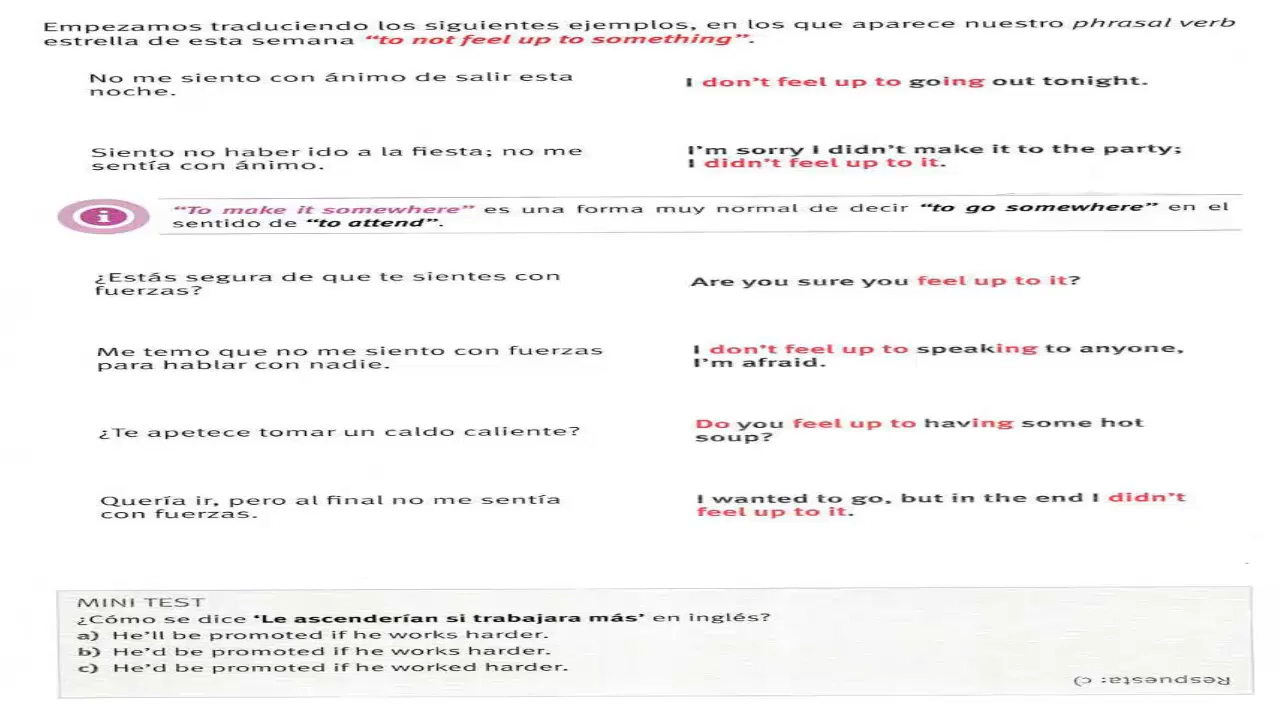 Empezamos traduciendo los siguientes ejemplos, en los que aparece nuestro phrasal verb
estrella de esta semana “to not feel up to something”.
No me siento con ánimo de salir esta
noche.
I don’t feel up to going out tonight.
Siento no haber ido a la fiesta; no me
sentía con ánimo.
I’m sorry I didn’t make it to the party;
I didn’t feel up to it.
“To make it somewhere” es una forma muy normal de decir “to go somewhere” en el
sentido de “to attend”.
¿Estás segura de que te sientes con
fuerzas?
Are you sure you feel up to it?
Me temo que no me siento con fuerzas
para hablar con nadie.
I don’t feel up to speaking to anyone,
I’m afraid.
¿Te apetece tomar un caldo caliente?
Do you feel up to having some hot
soup?
Quería ir, pero al final no me sentía
con fuerzas.
I wanted to go, but in the end I didn’t
feel up to it.
MINI TEST
¿Cómo se dice ‘Le ascenderían si trabajara más’ en inglés?
a) He’ll be promoted if he works harder.
b) He’d be promoted if he works harder.
c) He’d be promoted if he worked harder.
Respuesta: c)